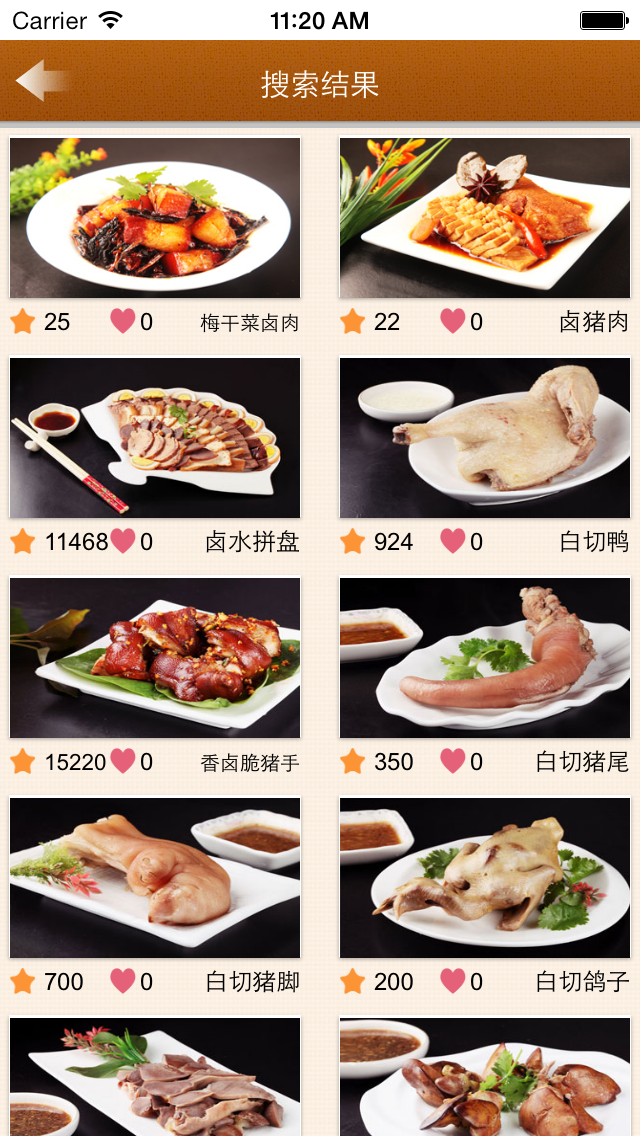 Carrier 11:20 AM
搜索结果
25 0 梅干菜卤肉
22 0 卤猪肉
11468 0 卤水拼盘
924 0 白切鸭
15220 0 香卤脆猪手
350 0 白切猪尾
700 0 白切猪脚
200 0 白切鸽子